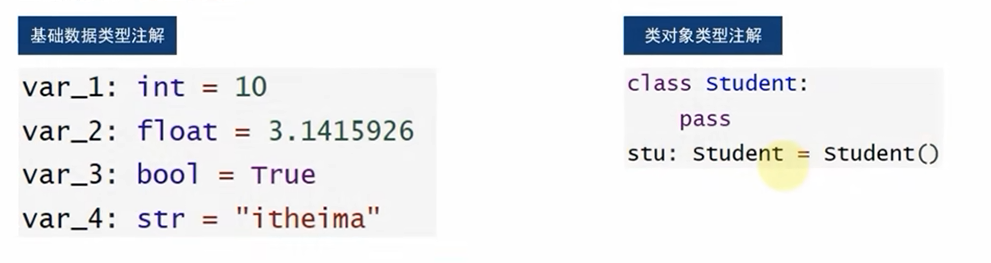 基础数据类型注解
var_1: int = 10
var_2: float = 3.1415926
var_3: bool = True
var_4: str = "itheima"
类对象类型注解
class Student:
    pass
stu: Student = Student()